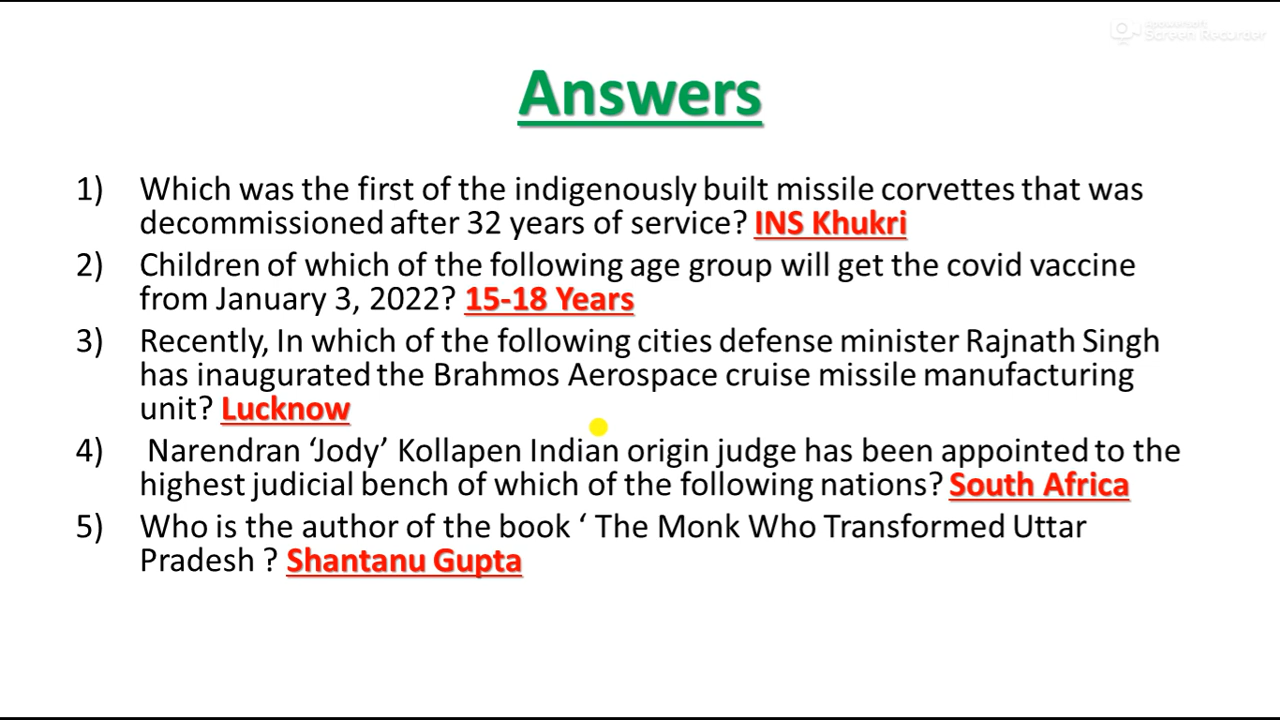 Apowersoft
Screen Recorder
Answers
1) Which was the first of the indigenously built missile corvettes that was
decommissioned after 32 years of service? INS Khukri
2) Children of which of the following age group will get the covid vaccine
from January 3, 2022? 15-18 Years
3) Recently, In which of the following cities defense minister Rajnath Singh
has inaugurated the Brahmos Aerospace cruise missile manufacturing
unit? Lucknow
4) Narendran ‘Jody’ Kollapen Indian origin judge has been appointed to the
highest judicial bench of which of the following nations? South Africa
5) Who is the author of the book ‘ The Monk Who Transformed Uttar
Pradesh ? Shantanu Gupta